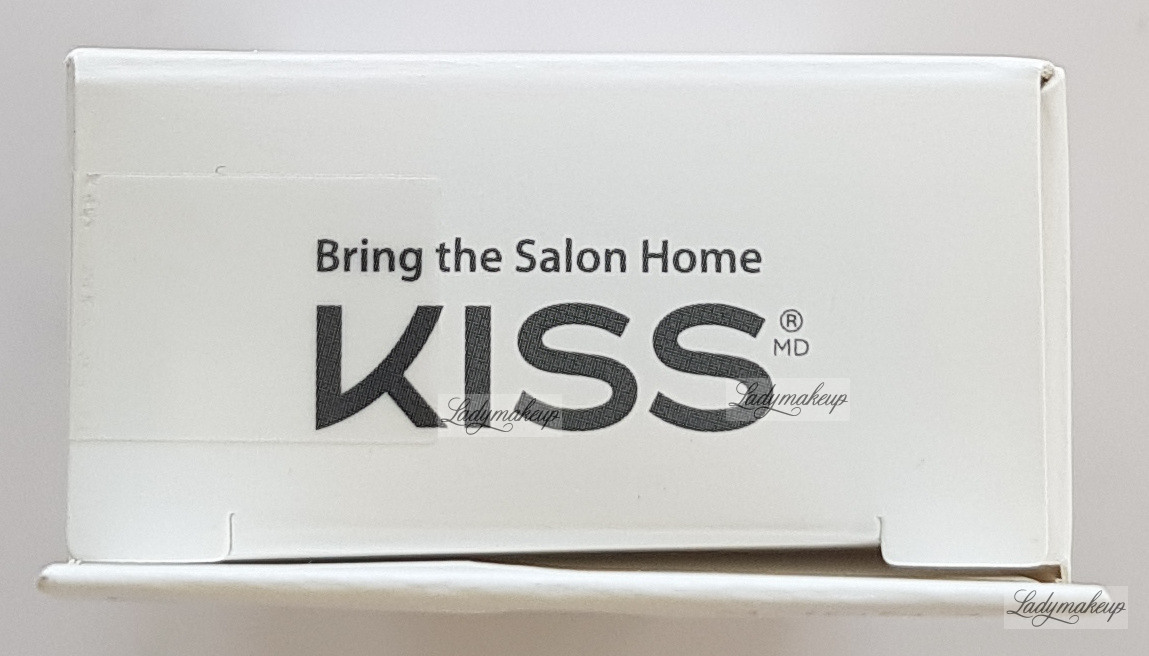 Bring the Salon Home
KISS®
MD
Ladymakeup
Ladymakeup
Ladymakeup